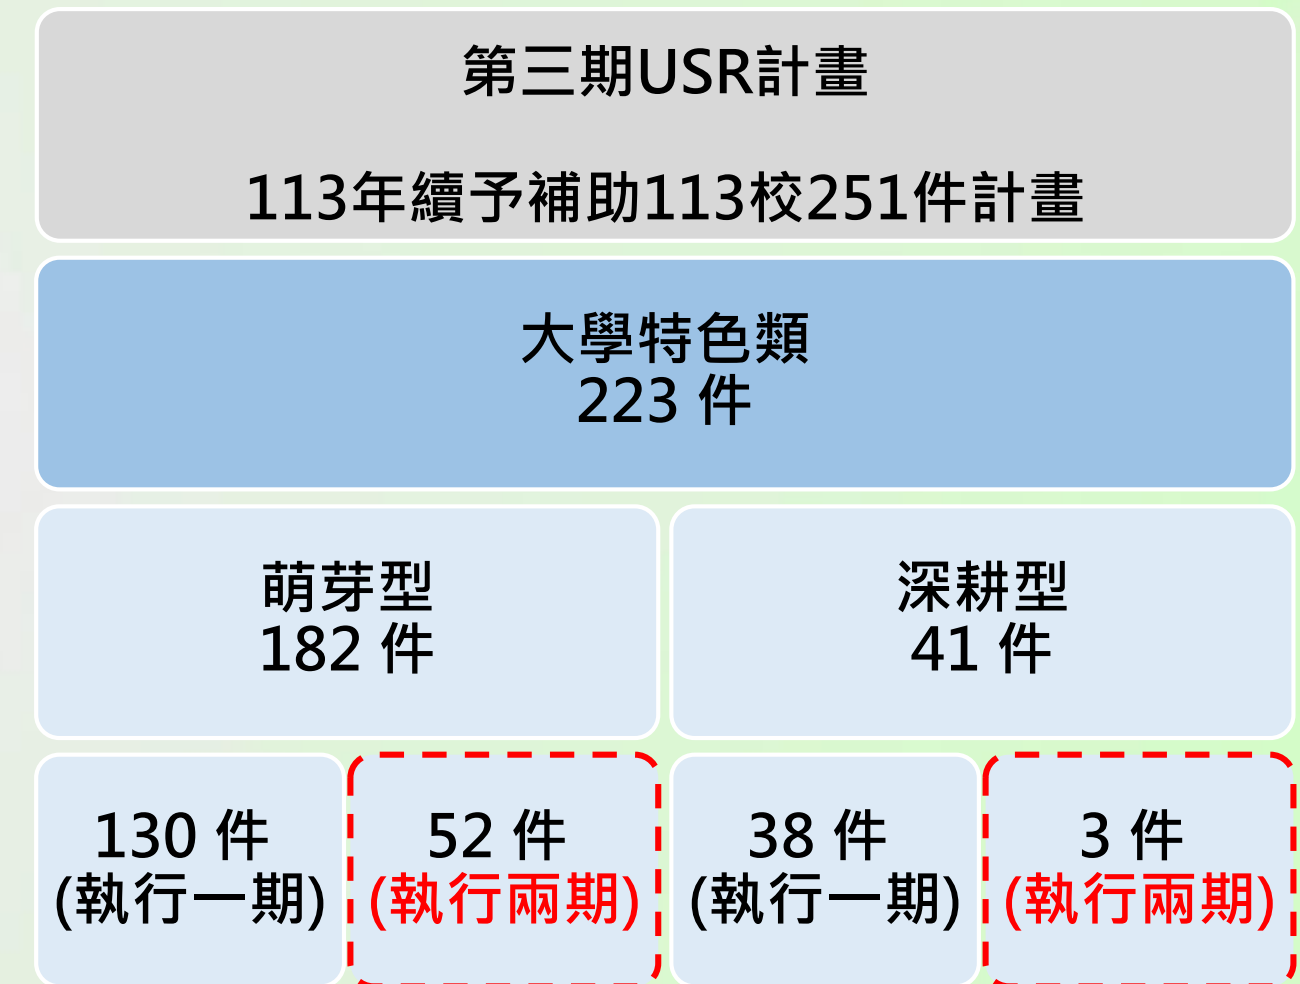 第三期USR計畫
113年續予補助113校251件計畫
大學特色類
223 件
萌芽型
182 件
深耕型
41 件
130 件
(執行一期)
52 件
(執行兩期)
38 件
(執行一期)
3 件
(執行兩期)